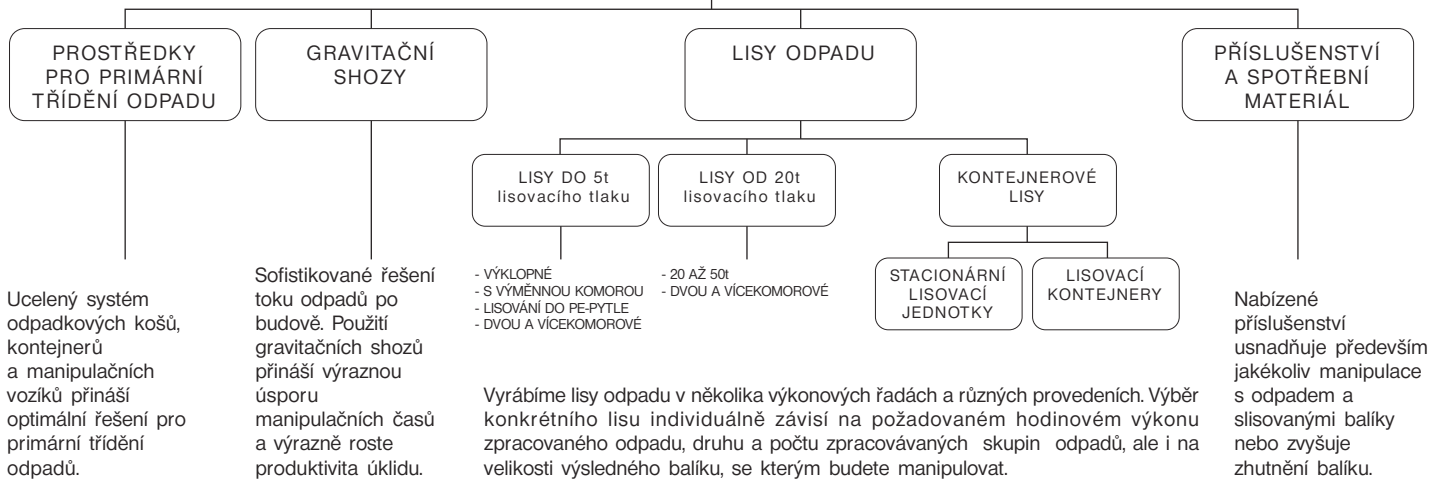 PROSTŘEDKY
PRO PRIMÁRNÍ
TŘÍDĚNÍ ODPADU
GRAVITAČNÍ
SHOZY
LISY ODPADU
PŘÍSLUŠENSTVÍ
A SPOTŘEBNÍ
MATERIÁL
LISY DO 5t
lisovacího tlaku
LISY OD 20t
lisovacího tlaku
KONTEJNEROVÉ
LISY
- VÝKLOPNÉ
- S VÝMĚNNOU KOMOROU
- LISOVÁNÍ DO PE-PYTLE
- DVOU A VÍCEKOMOROVÉ
- 20 AŽ 50t
- DVOU A VÍCEKOMOROVÉ
STACIONÁRNÍ
LISOVACÍ
JEDNOTKY
LISOVACÍ
KONTEJNERY
Ucelený systém
odpadkových košů,
kontejnerů
a manipulačních
vozíků přináší
optimální řešení pro
primární třídění
odpadů.
Sofistikované řešení
toku odpadů po
budově. Použití
gravitačních shozů
přináší výraznou
úsporu
manipulačních časů
a výrazně roste
produktivita úklidu.
Vyrábíme lisy odpadu v několika výkonových řadách a různých provedeních. Výběr
konkrétního lisu individuálně závisí na požadovaném hodinovém výkonu
zpracovaného odpadu, druhu a počtu zpracovávaných skupin odpadů, ale i na
velikosti výsledného balíku, se kterým budete manipulovat.
Nabízené
příslušenství
usnadňuje především
jakékoliv manipulace
s odpadem a
slisovanými balíky
nebo zvyšuje
zhutnění balíku.